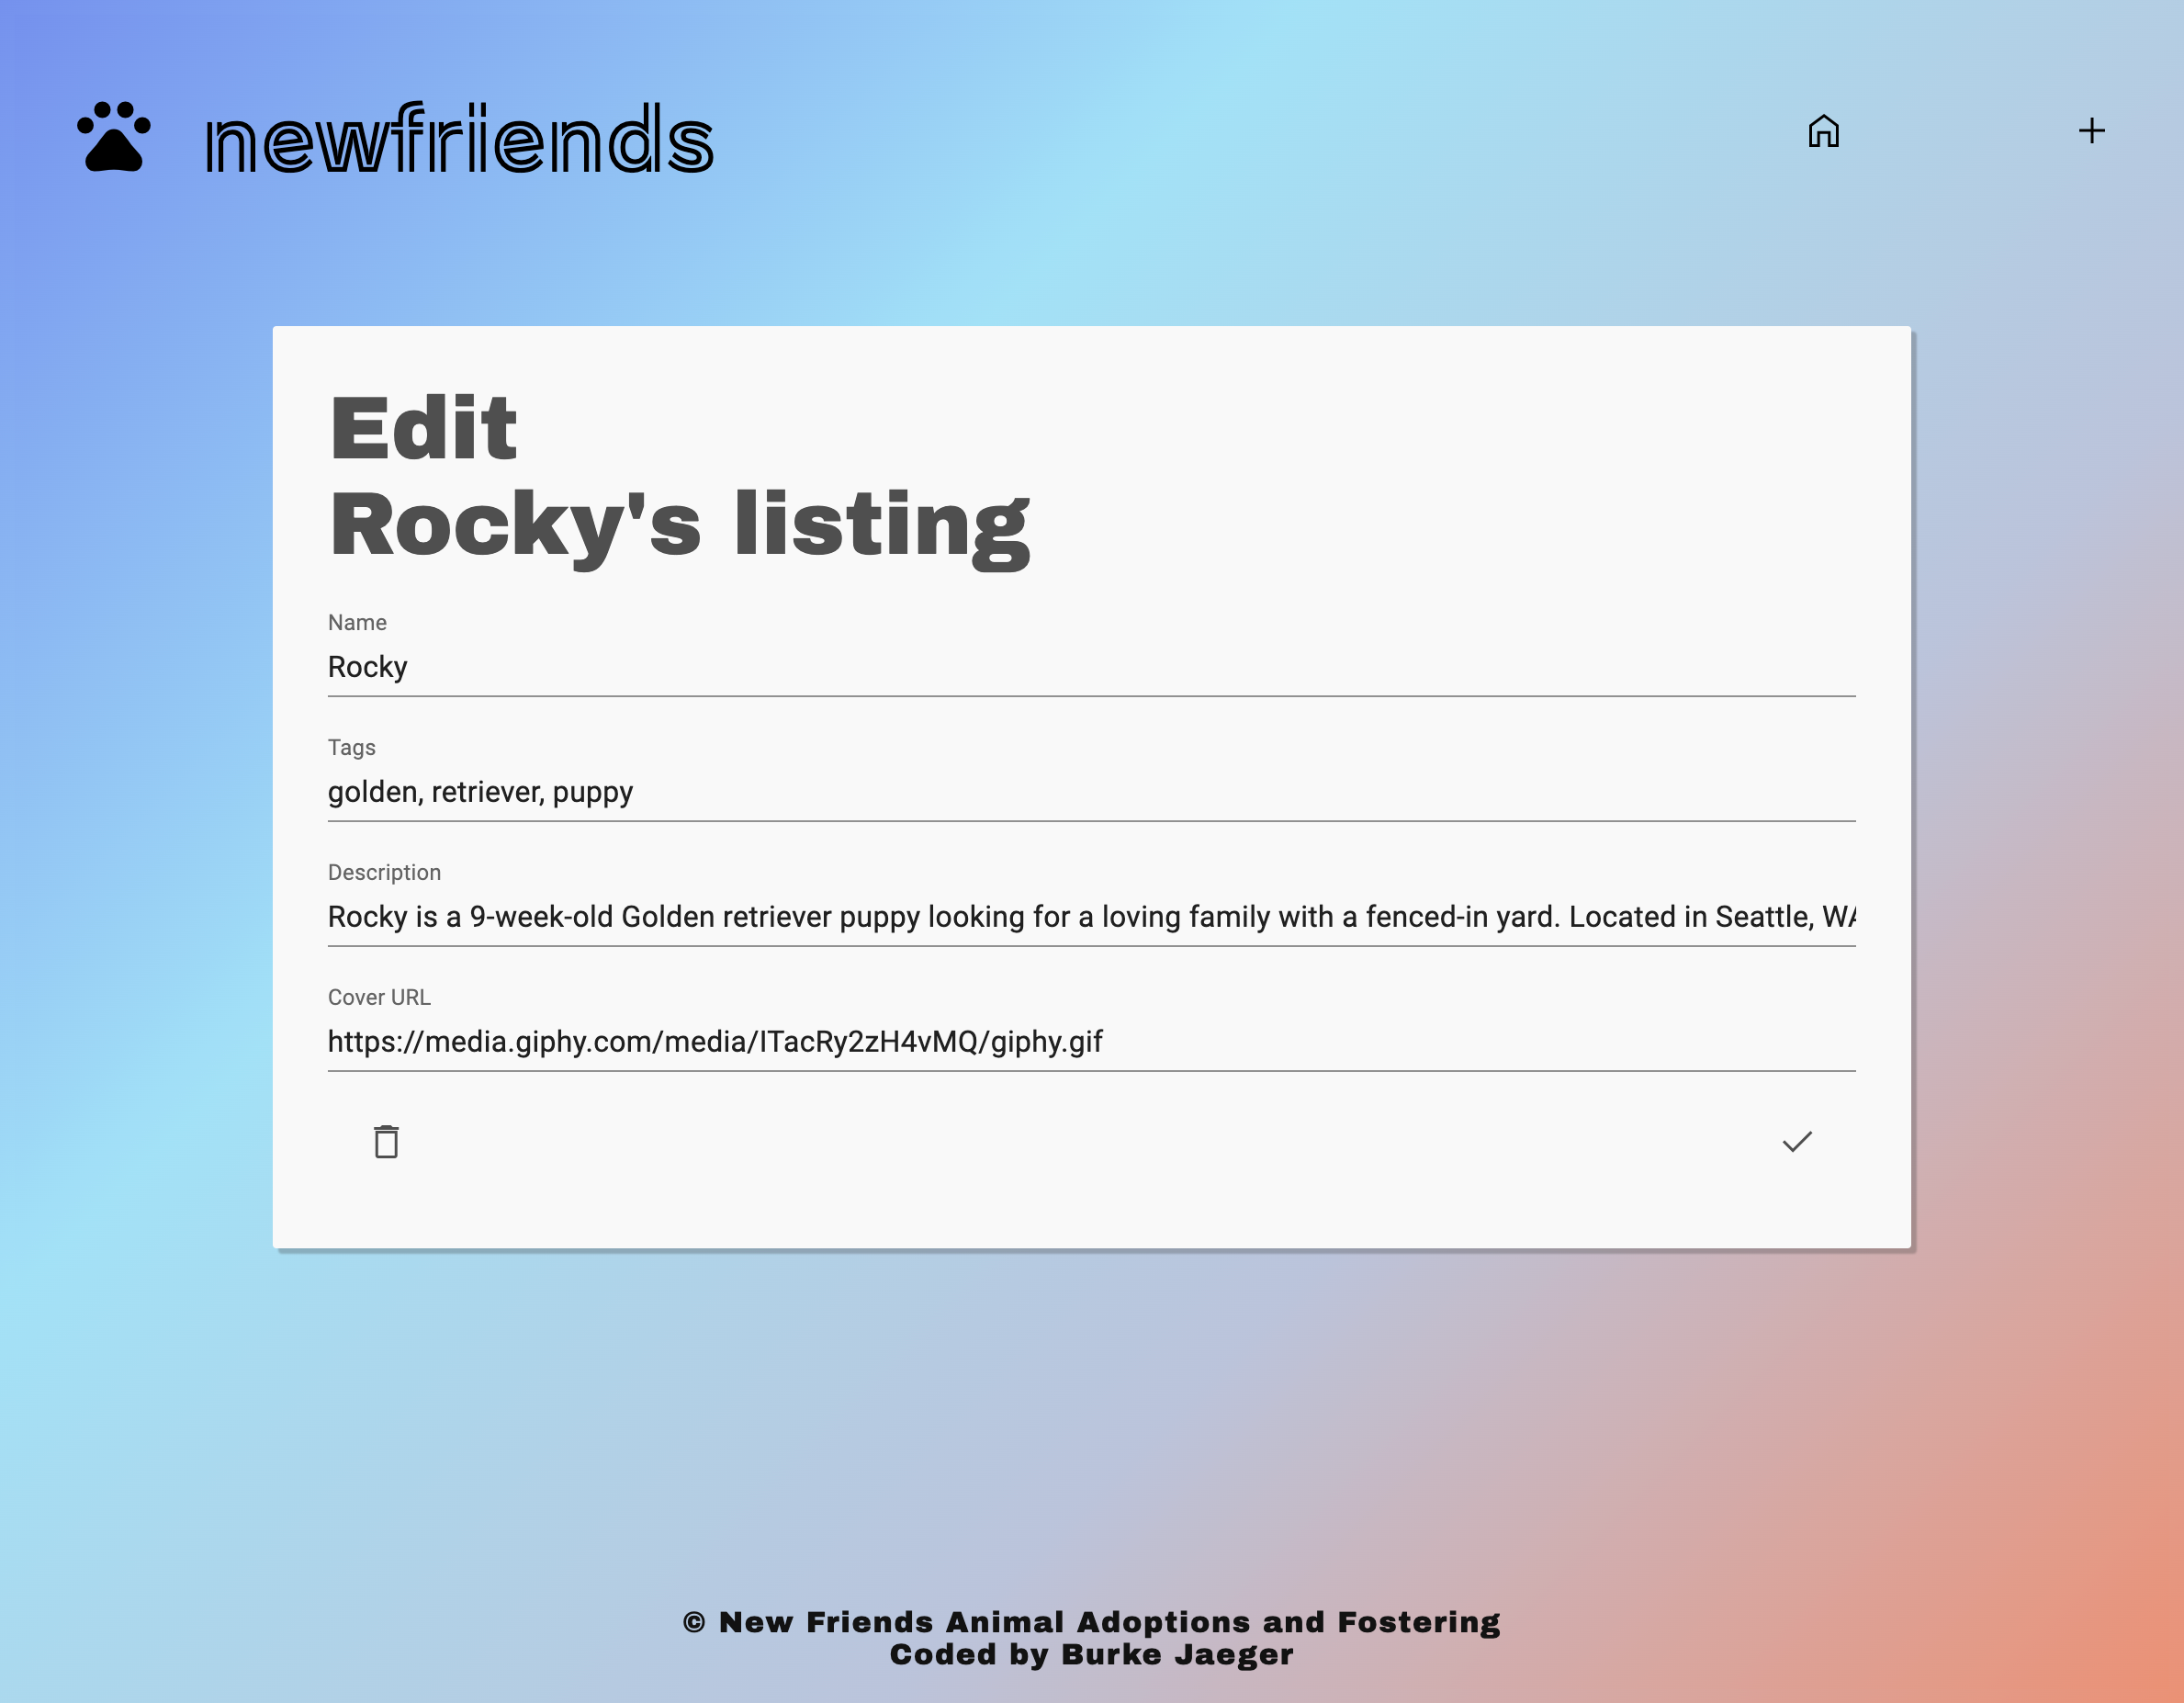 newfriends
Edit
Rocky's listing
Name
Rocky
Tags
golden, retriever, puppy
Description
Rocky is a 9-week-old Golden retriever puppy looking for a loving family with a fenced-in yard. Located in Seattle, WA
Cover URL
https://media.giphy.com/media/ITacRy2zH4vMQ/giphy.gif
© New Friends Animal Adoptions and Fostering
Coded by Burke Jaeger